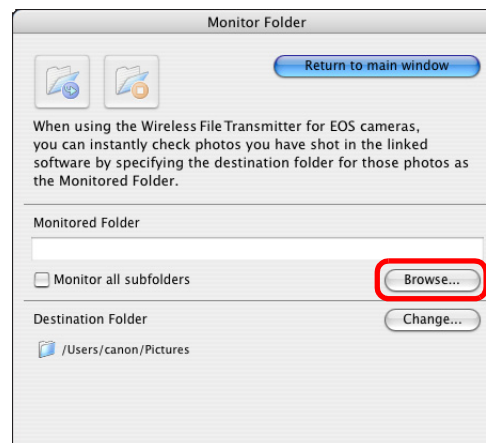 Monitor Folder
Return to main window
When using the Wireless File Transmitter for EOS cameras,
you can instantly check photos you have shot in the linked
software by specifying the destination folder for those photos as
the Monitored Folder.
Monitored Folder
Monitor all subfolders
Browse...
Destination Folder
Change...
/Users/canon/Pictures